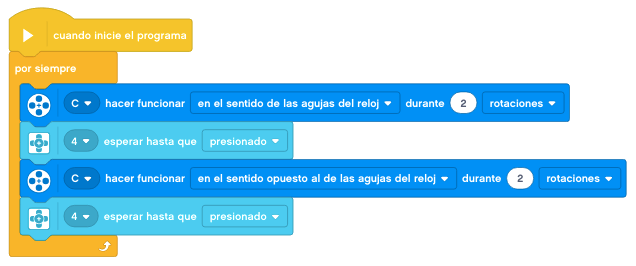 cuando inicie el programa
por siempre
C hacer funcionar en el sentido de las agujas del reloj durante 2 rotaciones
4 esperar hasta que presionado
C hacer funcionar en el sentido opuesto al de las agujas del reloj durante 2 rotaciones
4 esperar hasta que presionado